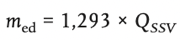 m_ed = 1,293 × Q_SSV